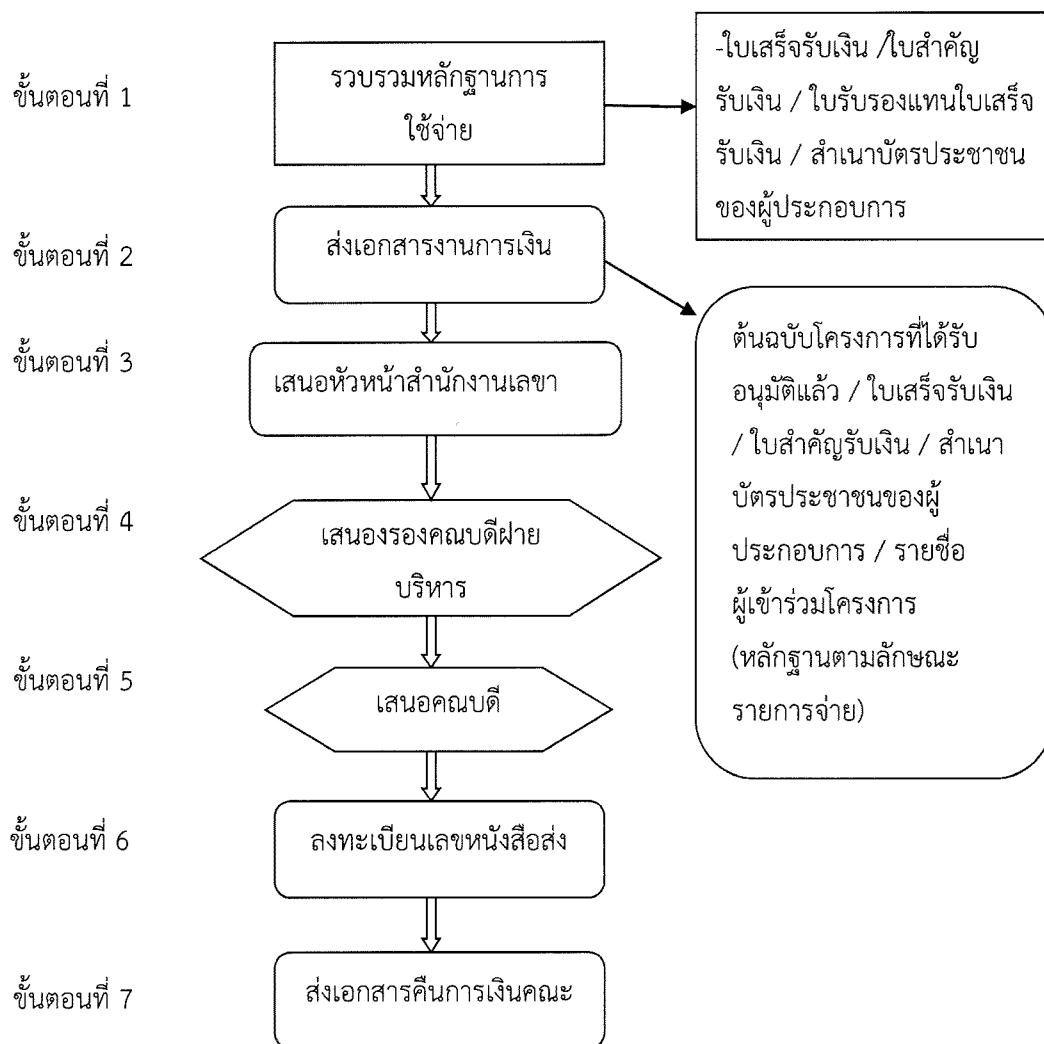 ขั้นตอนที่ 1
รวบรวมหลักฐานการ
ใช้จ่าย
-ใบเสร็จรับเงิน /ใบสำคัญ
รับเงิน / ใบรับรองแทนใบเสร็จ
รับเงิน / สำเนาบัตรประชาชน
ของผู้ประกอบการ
ขั้นตอนที่ 2
ส่งเอกสารงานการเงิน
ต้นฉบับโครงการที่ได้รับ
อนุมัติแล้ว / ใบเสร็จรับเงิน
/ ใบสำคัญรับเงิน / สำเนา
บัตรประชาชนของผู้
ประกอบการ / รายชื่อ
ผู้เข้าร่วมโครงการ
(หลักฐานตามลักษณะ
รายการจ่าย)
ขั้นตอนที่ 3
เสนอหัวหน้าสำนักงานเลขา
ขั้นตอนที่ 4
เสนองรองคณบดีฝ่าย
บริหาร
ขั้นตอนที่ 5
เสนอคณบดี
ขั้นตอนที่ 6
ลงทะเบียนเลขหนังสือส่ง
ขั้นตอนที่ 7
ส่งเอกสารคืนการเงินคณะ